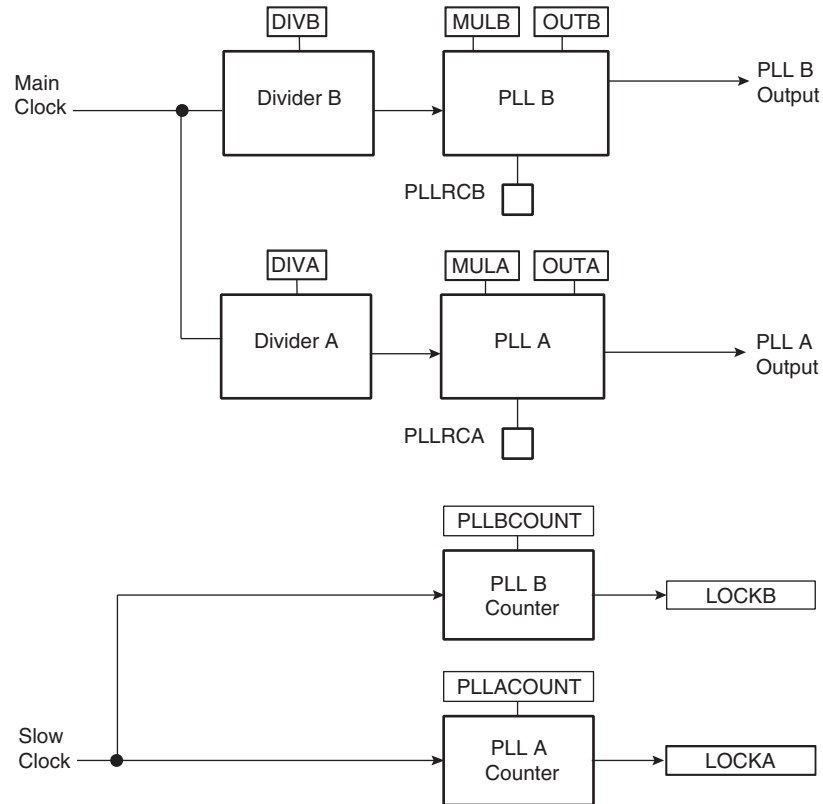 DIVB
MULB
OUTB
Main
Clock
Divider B
PLL B
PLL B
Output
PLLRCB
DIVA
MULA
OUTA
Divider A
PLL A
PLL A
Output
PLLRCA
PLLBCOUNT
PLL B
Counter
LOCKB
PLLACOUNT
Slow
Clock
PLL A
Counter
LOCKA